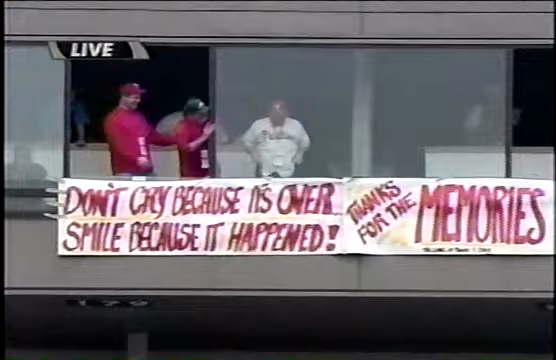 LIVE
DON'T CRY BECAUSE IT'S OVER
SMILE BECAUSE IT HAPPENED!
THANKS
FOR THE
MEMORIES